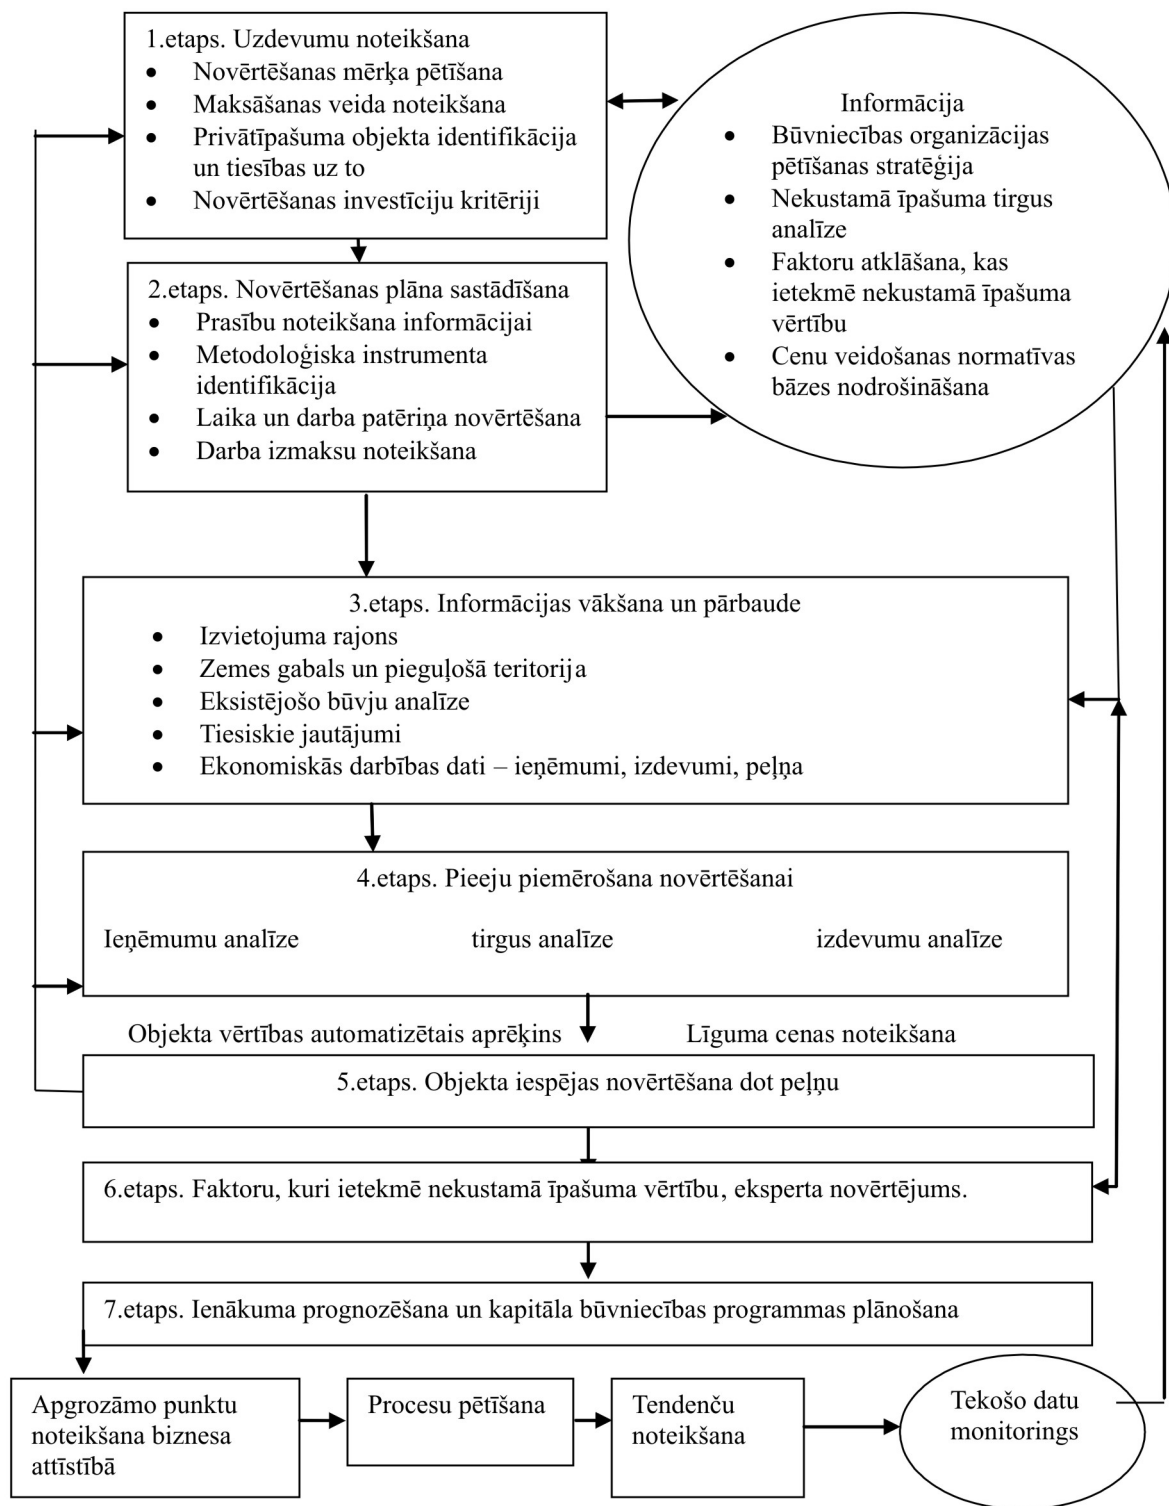 1.etaps. Uzdevumu noteikšana
• Novērtēšanas mērķa pētīšana
• Maksāšanas veida noteikšana
• Privātīpašuma objekta identifikācija
un tiesības uz to
• Novērtēšanas investīciju kritēriji
Informācija
• Būvniecības organizācijas
pētīšanas stratēģija
• Nekustamā īpašuma tirgus
analīze
• Faktoru atklāšana, kas
ietekmē nekustamā īpašuma
vērtību
• Cenu veidošanas normatīvas
bāzes nodrošināšana
2.etaps. Novērtēšanas plāna sastādīšana
• Prasību noteikšana informācijai
• Metodoloģiska instrumenta
identifikācija
• Laika un darba patēriņa novērtēšana
• Darba izmaksu noteikšana
3.etaps. Informācijas vākšana un pārbaude
• Izvietojuma rajons
• Zemes gabals un pieguļošā teritorija
• Eksistējošo būvju analīze
• Tiesiskie jautājumi
• Ekonomiskās darbības dati – ieņēmumi, izdevumi, peļņa
4.etaps. Pieeju piemērošana novērtēšanai
Ieņēmumu analīze tirgus analīze izdevumu analīze
Objekta vērtības automatizētais aprēķins Līguma cenas noteikšana
5.etaps. Objekta iespējas novērtēšana dot peļņu
6.etaps. Faktoru, kuri ietekmē nekustamā īpašuma vērtību, eksperta novērtējums.
7.etaps. Ienākuma prognozēšana un kapitāla būvniecības programmas plānošana
Apgrozāmo punktu
noteikšana biznesa
attīstībā
Procesu pētīšana
Tendenču
noteikšana
Tekošo datu
monitorings